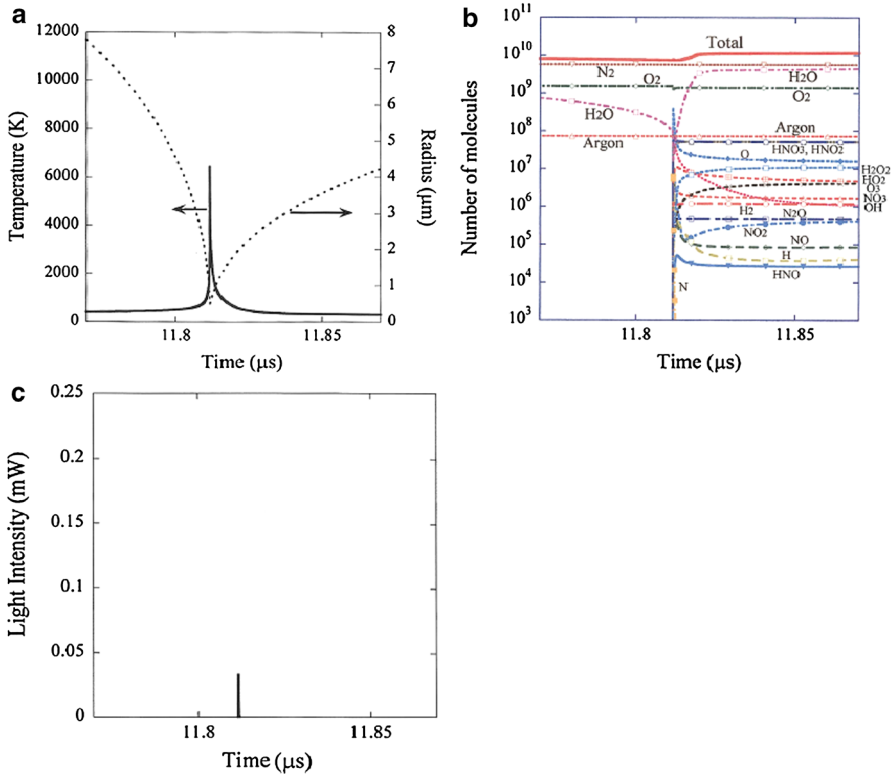 a
12000
10000
8000
6000
4000
2000
0
Temperature (K)
8
7
6
5
4
3
2
1
0
Radius (μm)
11.8
11.85
Time (μs)
b
10^11
10^10
10^9
10^8
10^7
10^6
10^5
10^4
10^3
Number of molecules
Total
N2
O2
H2O
O2
H2O
Argon
Argon
HNO3, HNO2
O
H2O2
HO2
O3
NO3
OH
H2
N2O
NO2
NO
H
HNO
N
11.8
11.85
Time (μs)
c
0.25
0.2
0.15
0.1
0.05
0
Light Intensity (mW)
11.8
11.85
Time (μs)